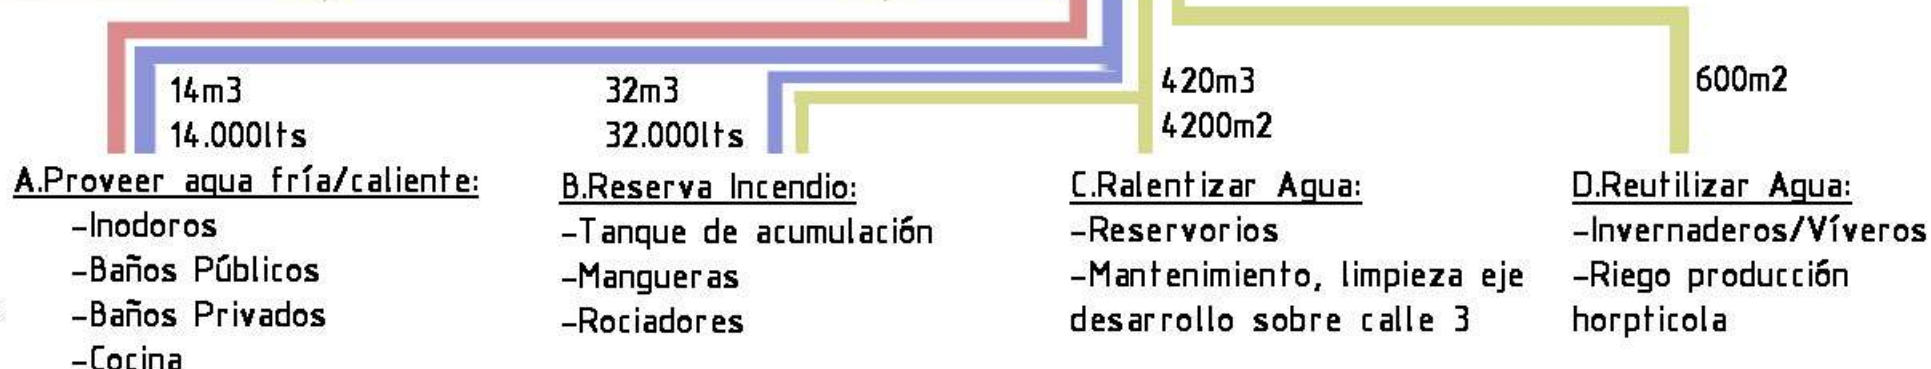 14m3
14.000lts
32m3
32.000lts
420m3
4200m2
600m2
A.Proveer agua fría/caliente:
-Inodoros
-Baños Públicos
-Baños Privados
-Cocina
B.Reserva Incendio:
-Tanque de acumulación
-Mangueras
-Rociadores
C.Ralentizar Agua:
-Reservorios
-Mantenimiento, limpieza eje
desarrollo sobre calle 3
D.Reutilizar Agua:
-Invernaderos/Víveros
-Riego producción
horpticola